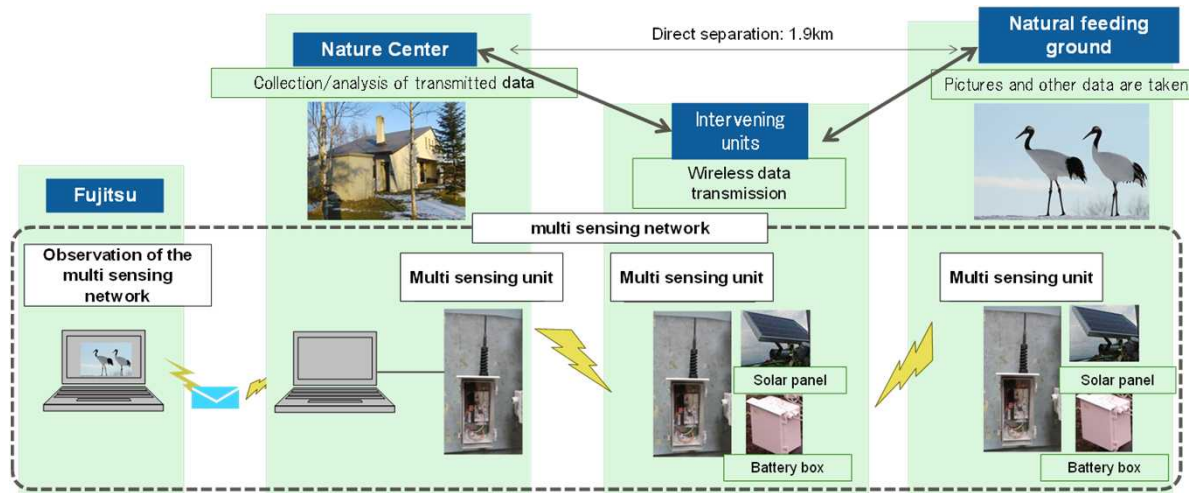 Nature Center
Direct separation: 1.9km
Natural feeding
ground
Collection/analysis of transmitted data
Pictures and other data are taken
Intervening
units
Wireless data
transmission
Fujitsu
multi sensing network
Observation of the
multi sensing
network
Multi sensing unit
Multi sensing unit
Multi sensing unit
Solar panel
Solar panel
Battery box
Battery box